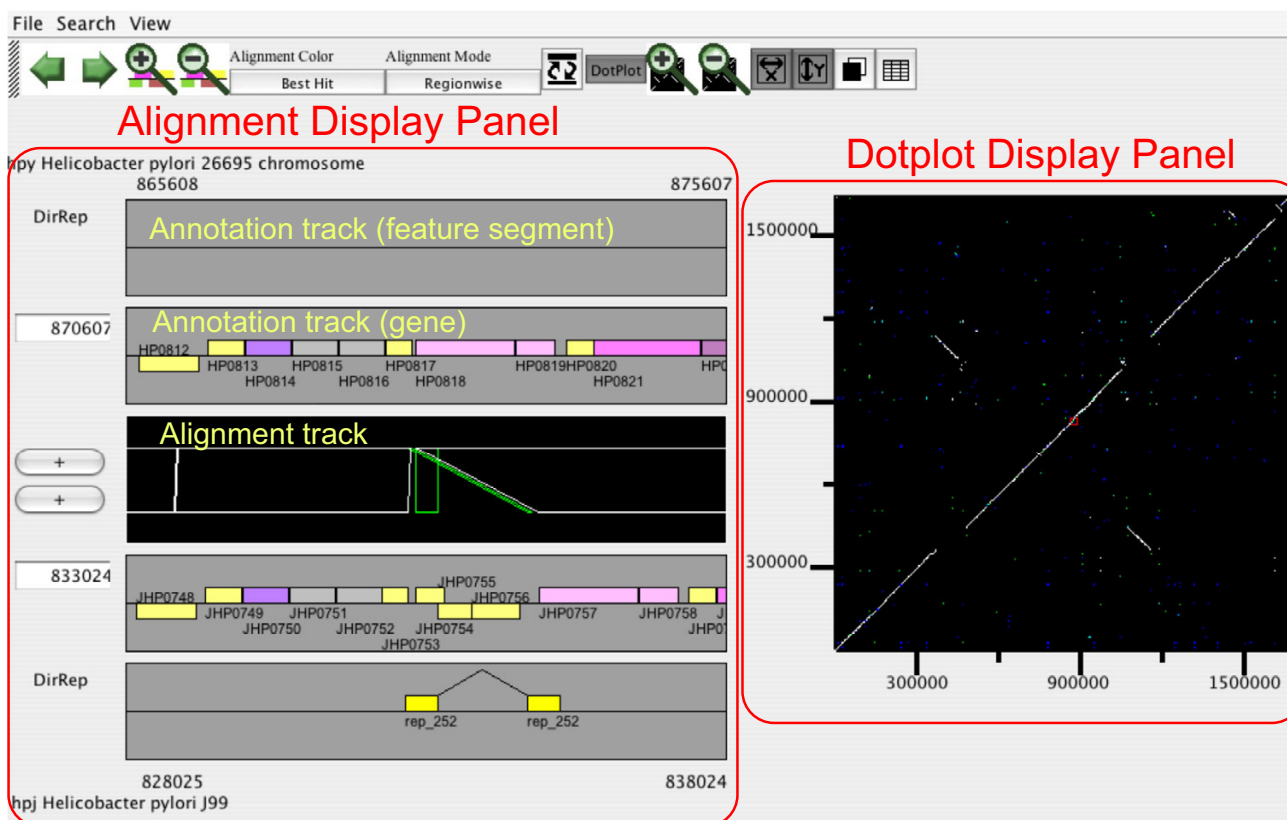 File Search View
Alignment Color Alignment Mode
Best Hit Regionwise DotPlot
Alignment Display Panel
Dotplot Display Panel
hpy Helicobacter pylori 26695 chromosome
865608 875607
DirRep
Annotation track (feature segment)
870607
Annotation track (gene)
HP0812
HP0813 HP0815 HP0817 HP0819 HP0820
HP0814 HP0816 HP0818 HP0821
Alignment track
+
+
833024
JHP0755
JHP0748 JHP0756
JHP0749 JHP0751 JHP0757 JHP0758
JHP0750 JHP0752 JHP0754
JHP0753
DirRep
rep_252 rep_252
828025 838024
hpj Helicobacter pylori J99
1500000
900000
300000
300000 900000 1500000